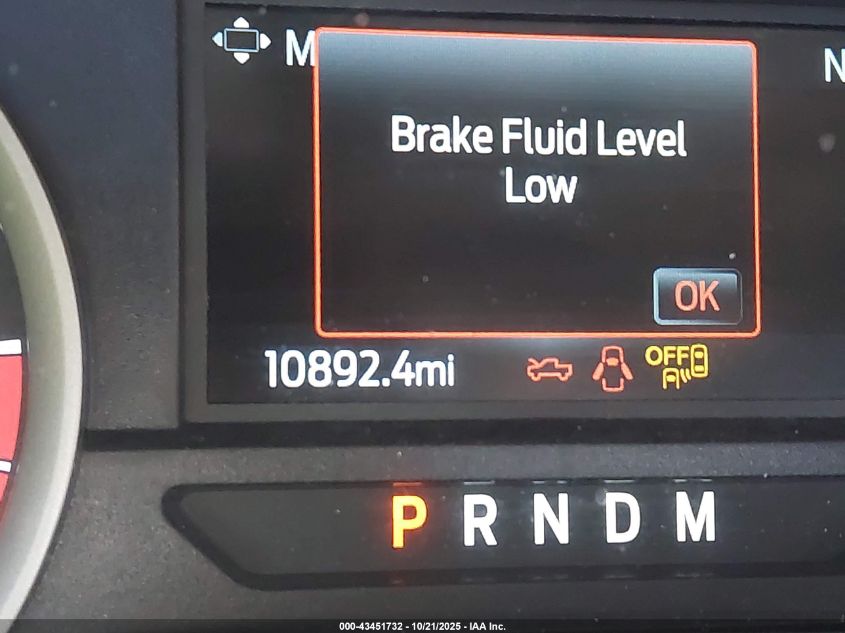 M
N
Brake Fluid Level
Low
OK
10892.4mi
OFF
P R N D M
000-43451732 - 10/21/2025 - IAA Inc.